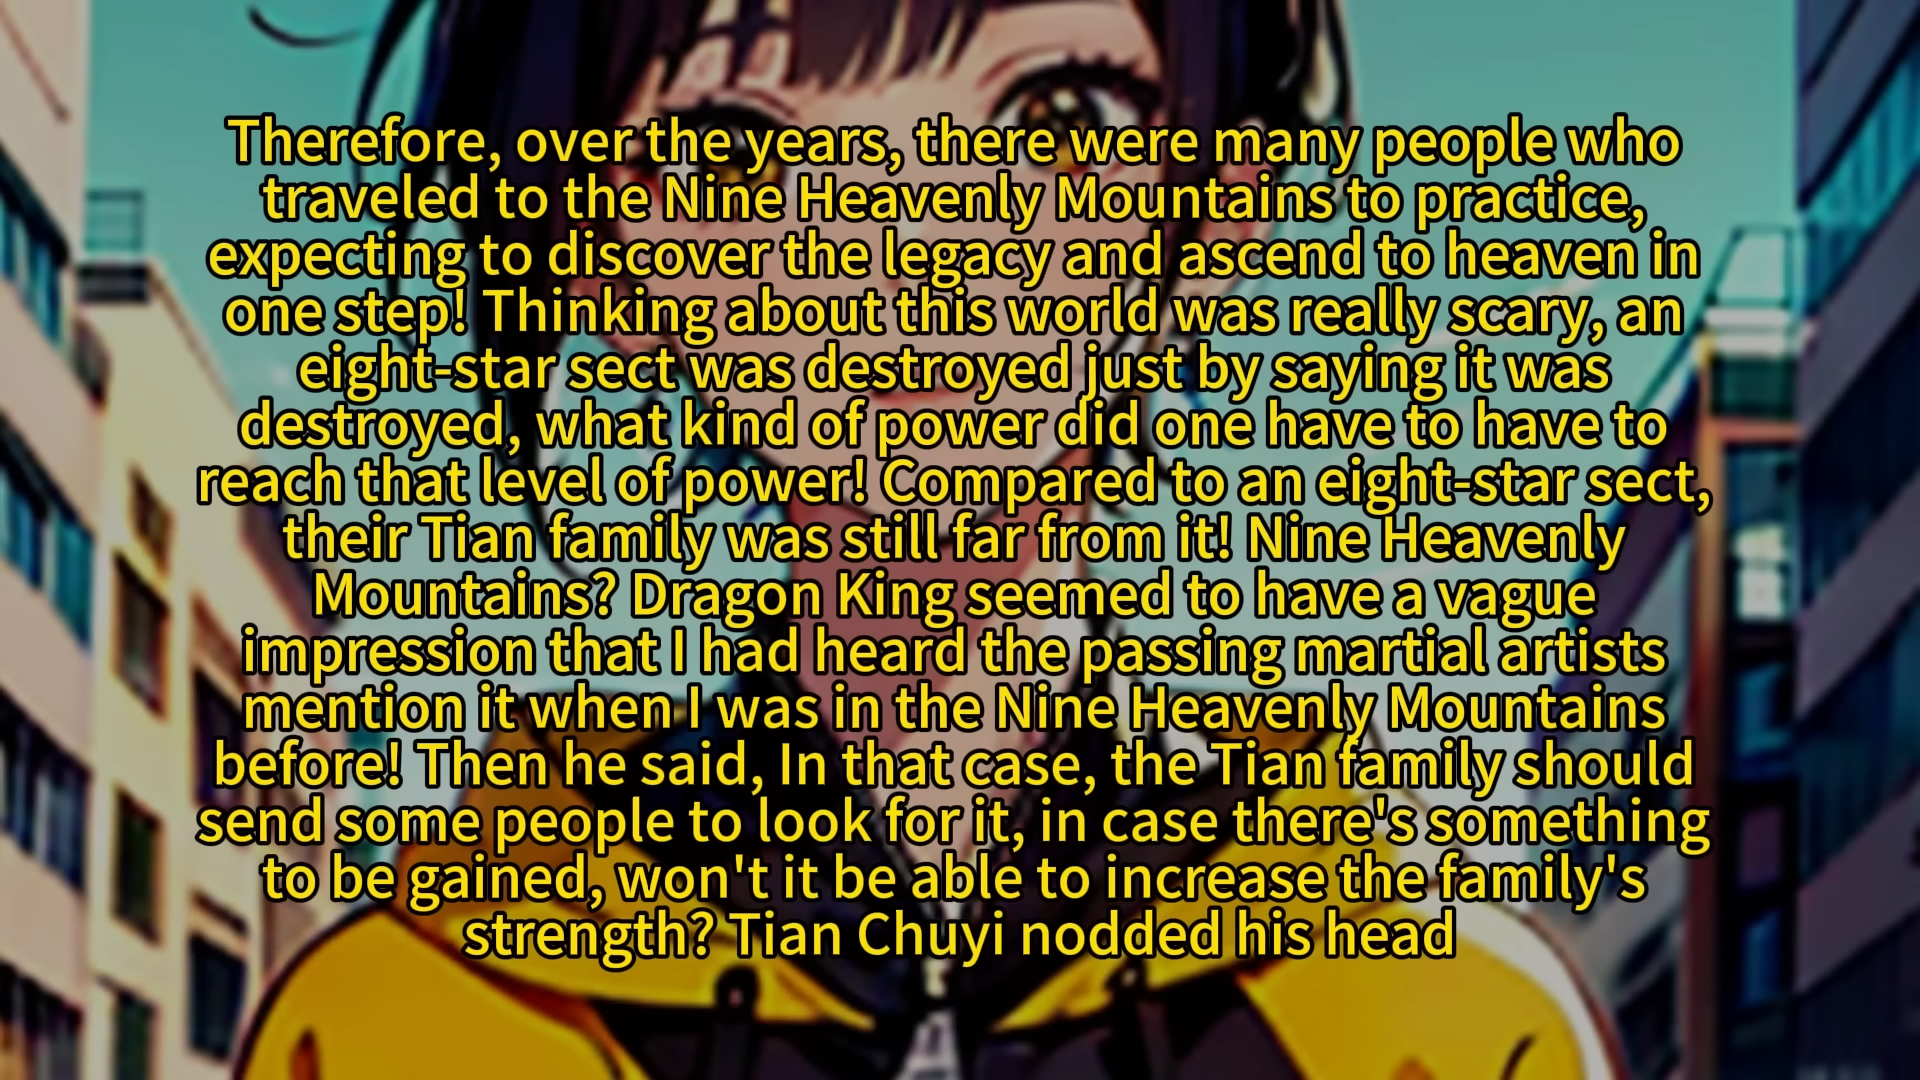 Therefore, over the years, there were many people who
traveled to the Nine Heavenly Mountains to practice,
expecting to discover the legacy and ascend to heaven in
one step! Thinking about this world was really scary, an
eight-star sect was destroyed just by saying it was
destroyed, what kind of power did one have to have to
reach that level of power! Compared to an eight-star sect,
their Tian family was still far from it! Nine Heavenly
Mountains? Dragon King seemed to have a vague
impression that I had heard the passing martial artists
mention it when I was in the Nine Heavenly Mountains
before! Then he said, In that case, the Tian family should
send some people to look for it, in case there's something
to be gained, won't it be able to increase the family's
strength? Tian Chuyi nodded his head